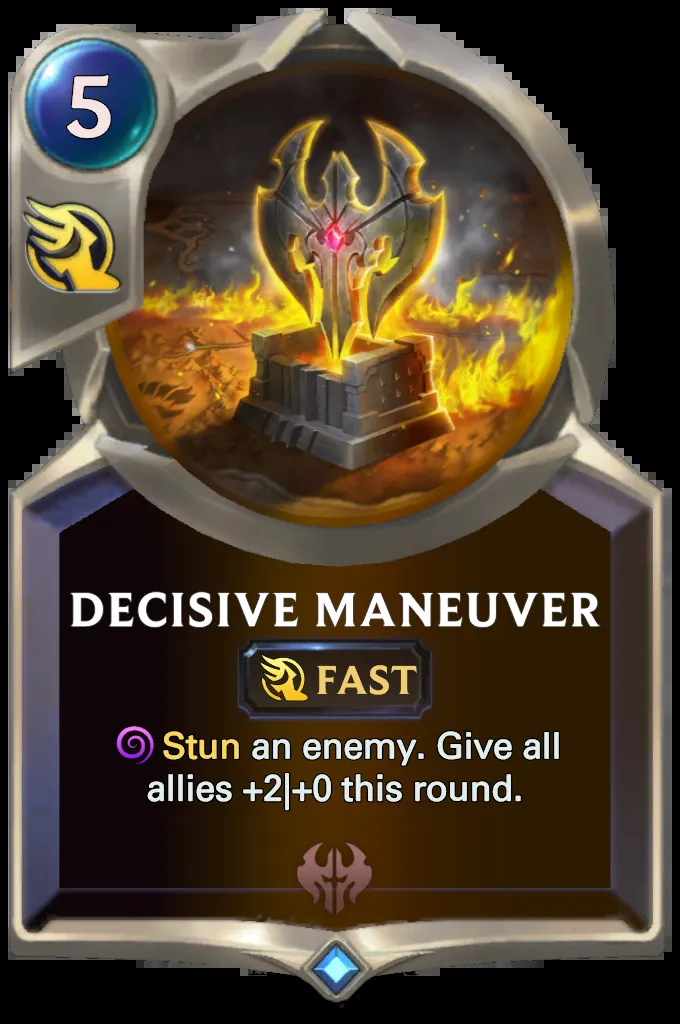 5
DECISIVE MANEUVER
FAST
Stun an enemy. Give all
allies +2|+0 this round.